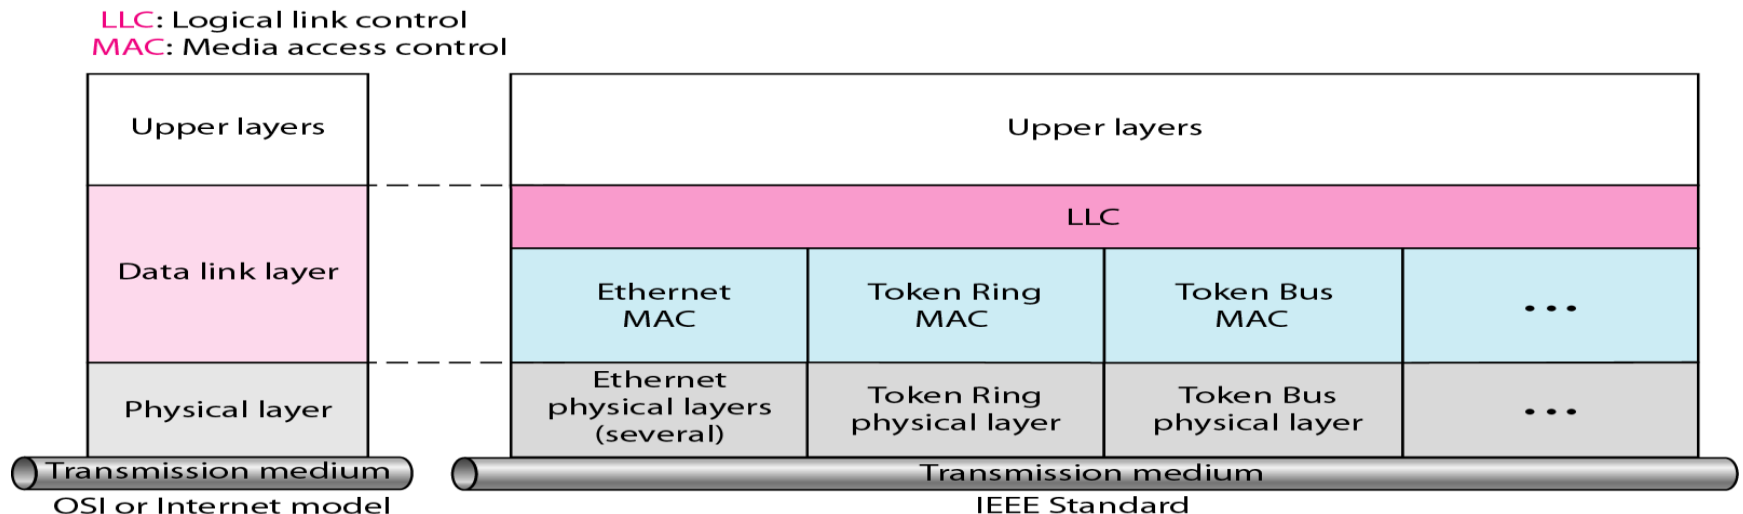 LLC: Logical link control
MAC: Media access control
Upper layers
Data link layer
Physical layer
Transmission medium
OSI or Internet model
Upper layers
LLC
Ethernet
MAC
Token Ring
MAC
Token Bus
MAC
...
Ethernet
physical layers
(several)
Token Ring
physical layer
Token Bus
physical layer
...
Transmission medium
IEEE Standard